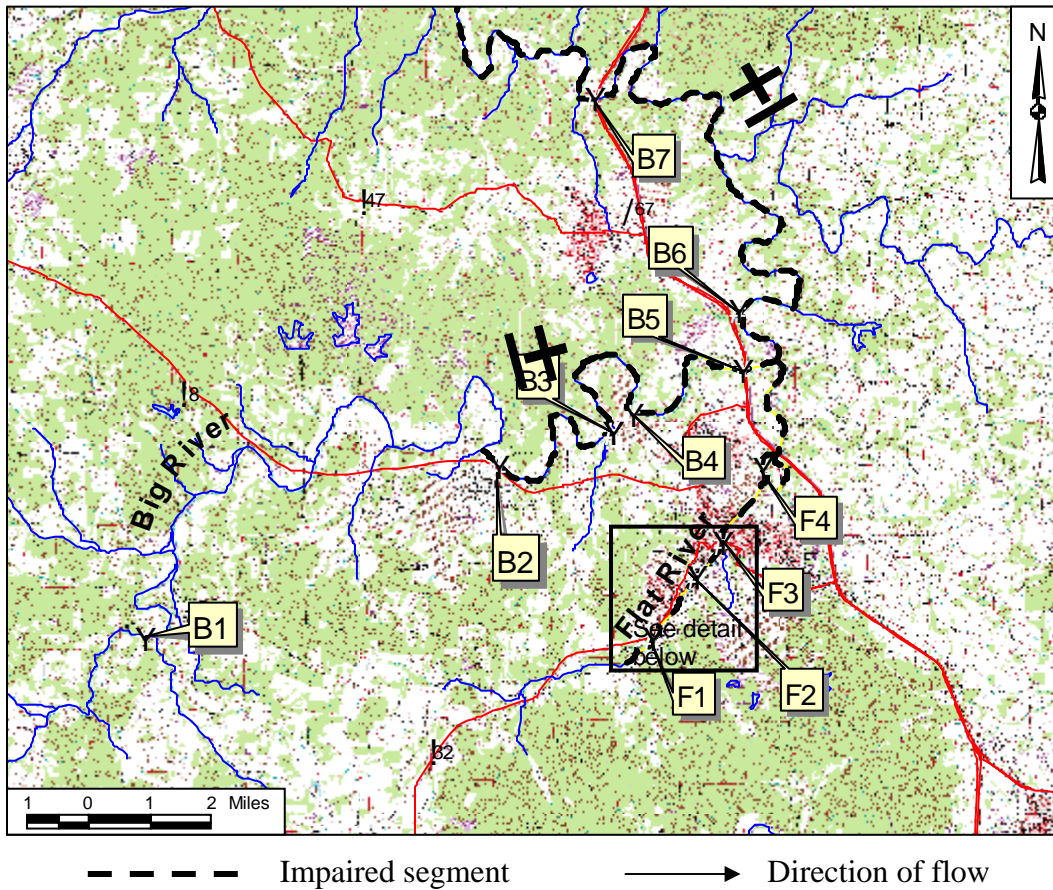 N
B7
47
67
B6
B5
B3
8
Big River
B4
F4
B2
Flat River
F3
B1
See detail
below
F1
F2
32
1 0 1 2 Miles
Impaired segment
Direction of flow